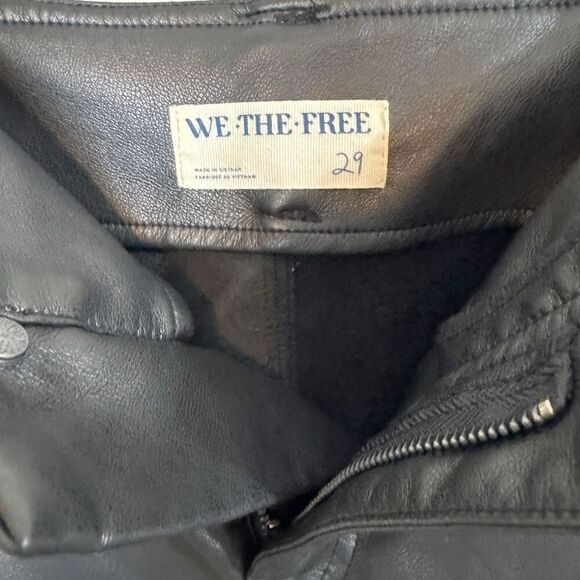 WE·THE·FREE
29
MADE IN VIETNAM
FABRIQUÉ AU VIETNAM